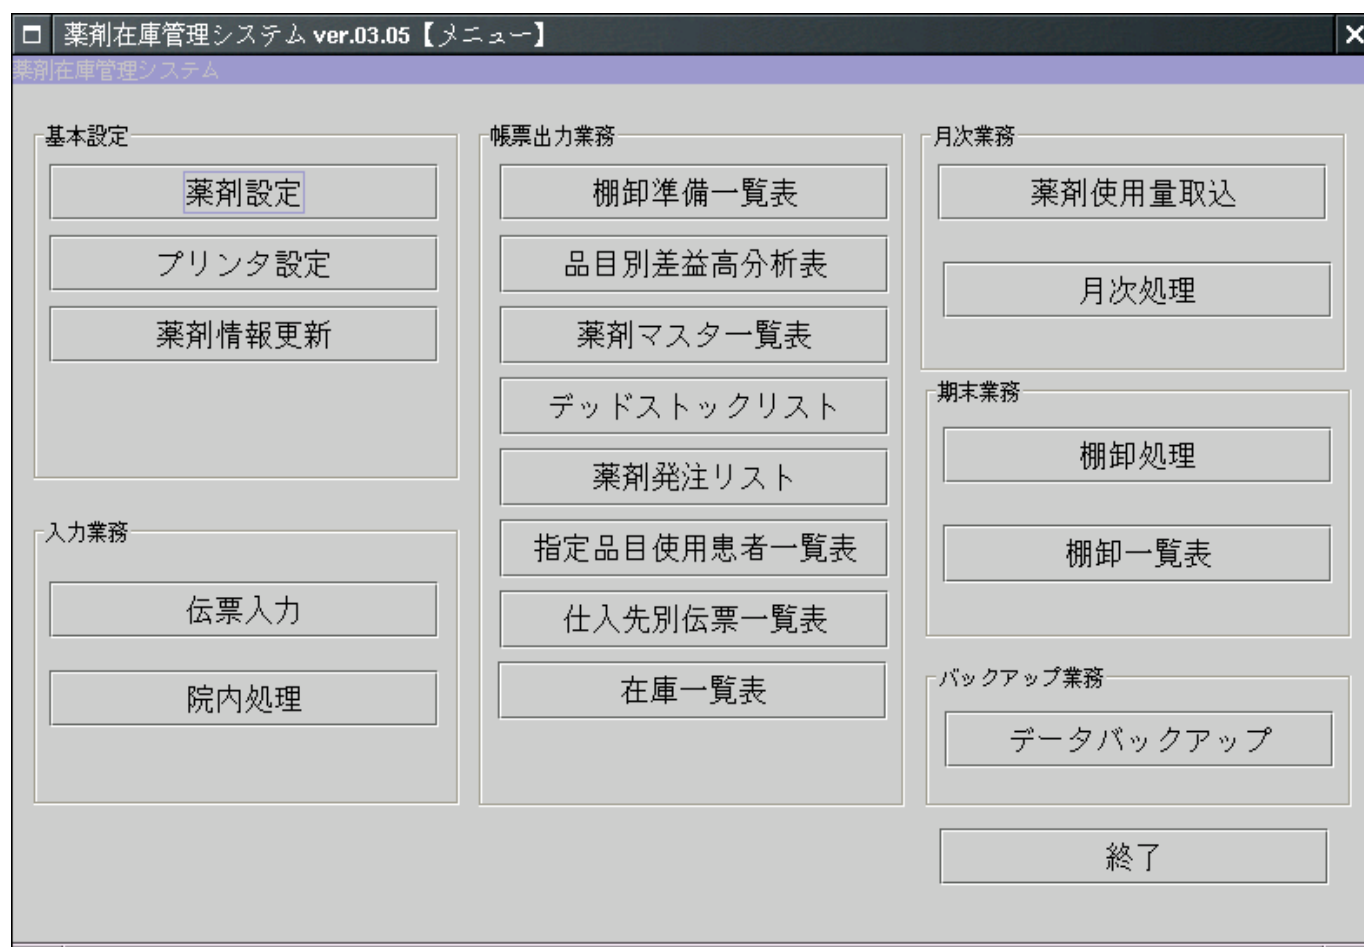 薬剤在庫管理システム ver.03.05【メニュー】
薬剤在庫管理システム
基本設定
薬剤設定
プリンタ設定
薬剤情報更新
入力業務
伝票入力
院内処理
帳票出力業務
棚卸準備一覧表
品目別差益高分析表
薬剤マスター覧表
デッドストックリスト
薬剤発注リスト
指定品目使用患者一覧表
仕入先別伝票一覧表
在庫一覧表
月次業務
薬剤使用量取込
月次処理
期末業務
棚卸処理
棚卸一覧表
バックアップ業務
データバックアップ
終了